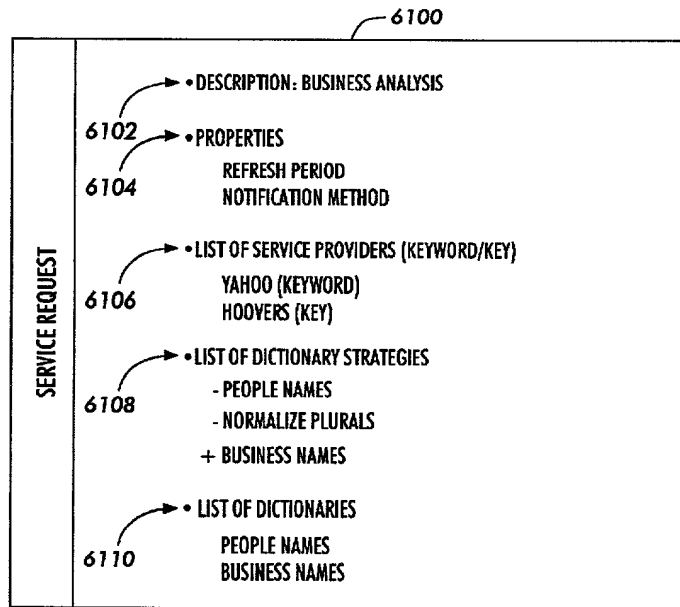 6100
SERVICE REQUEST
• DESCRIPTION: BUSINESS ANALYSIS
6102
• PROPERTIES
REFRESH PERIOD
6104
NOTIFICATION METHOD
• LIST OF SERVICE PROVIDERS (KEYWORD/KEY)
YAHOO (KEYWORD)
6106
HOOVERS (KEY)
• LIST OF DICTIONARY STRATEGIES
6108
- PEOPLE NAMES
- NORMALIZE PLURALS
+ BUSINESS NAMES
• LIST OF DICTIONARIES
PEOPLE NAMES
6110
BUSINESS NAMES